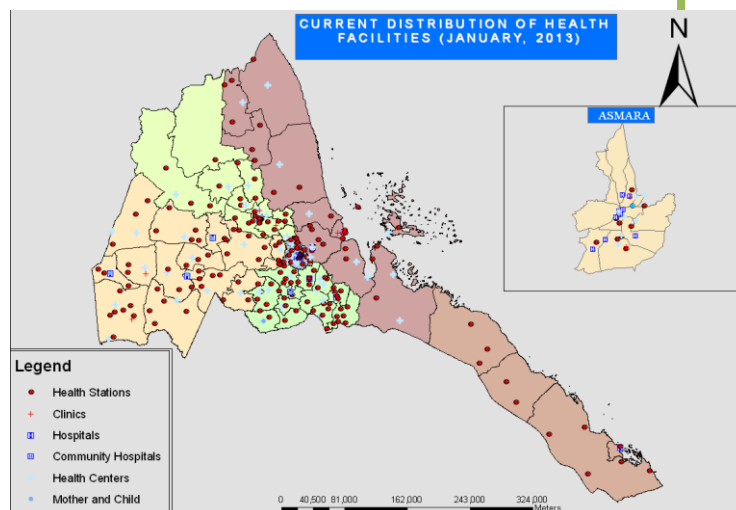 CURRENT DISTRIBUTION OF HEALTH
FACILITIES (JANUARY, 2013)
N
ASMARA
Legend
Health Stations
Clinics
Hospitals
Community Hospitals
Health Centers
Mother and Child
0 40,500 81,000 162,000 243,000 324,000
Meters